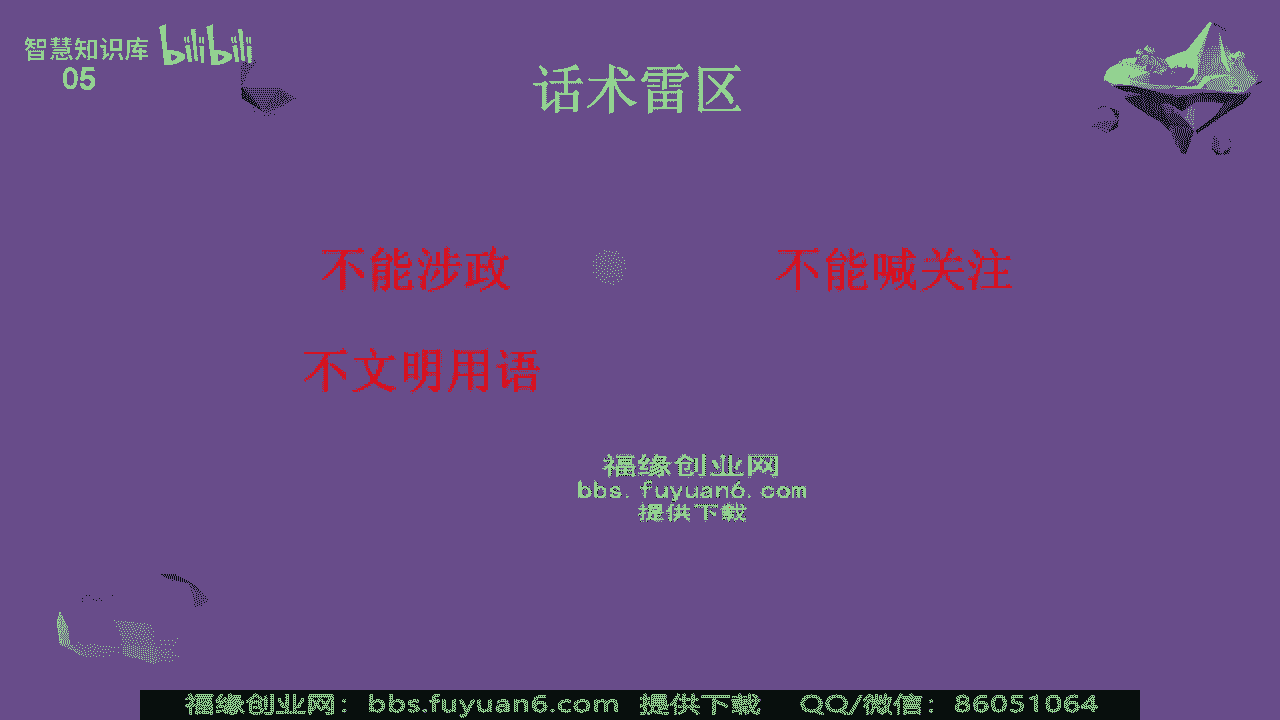 智慧知识库 bilibili
05
话术雷区
不能涉政 不能喊关注
不文明用语
福缘创业网
bbs.fuyuan6.com
提供下载
福缘创业网：bbs.fuyuan6.com 提供下载 QQ/微信：86051064